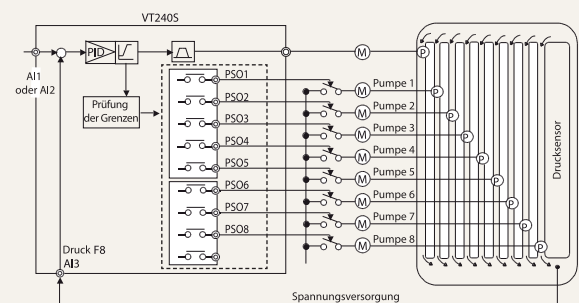 VT240S
PID
M
P
AI1
oder AI2
Prüfung
der Grenzen
PSO1
PSO2
PSO3
PSO4
PSO5
PSO6
PSO7
PSO8
M Pumpe 1 P
M Pumpe 2 P
M Pumpe 3 P
M Pumpe 4 P
M Pumpe 5 P
M Pumpe 6 P
M Pumpe 7 P
M Pumpe 8 P
Drucksensor
Druck F8
AI3
Spannungsversorgung